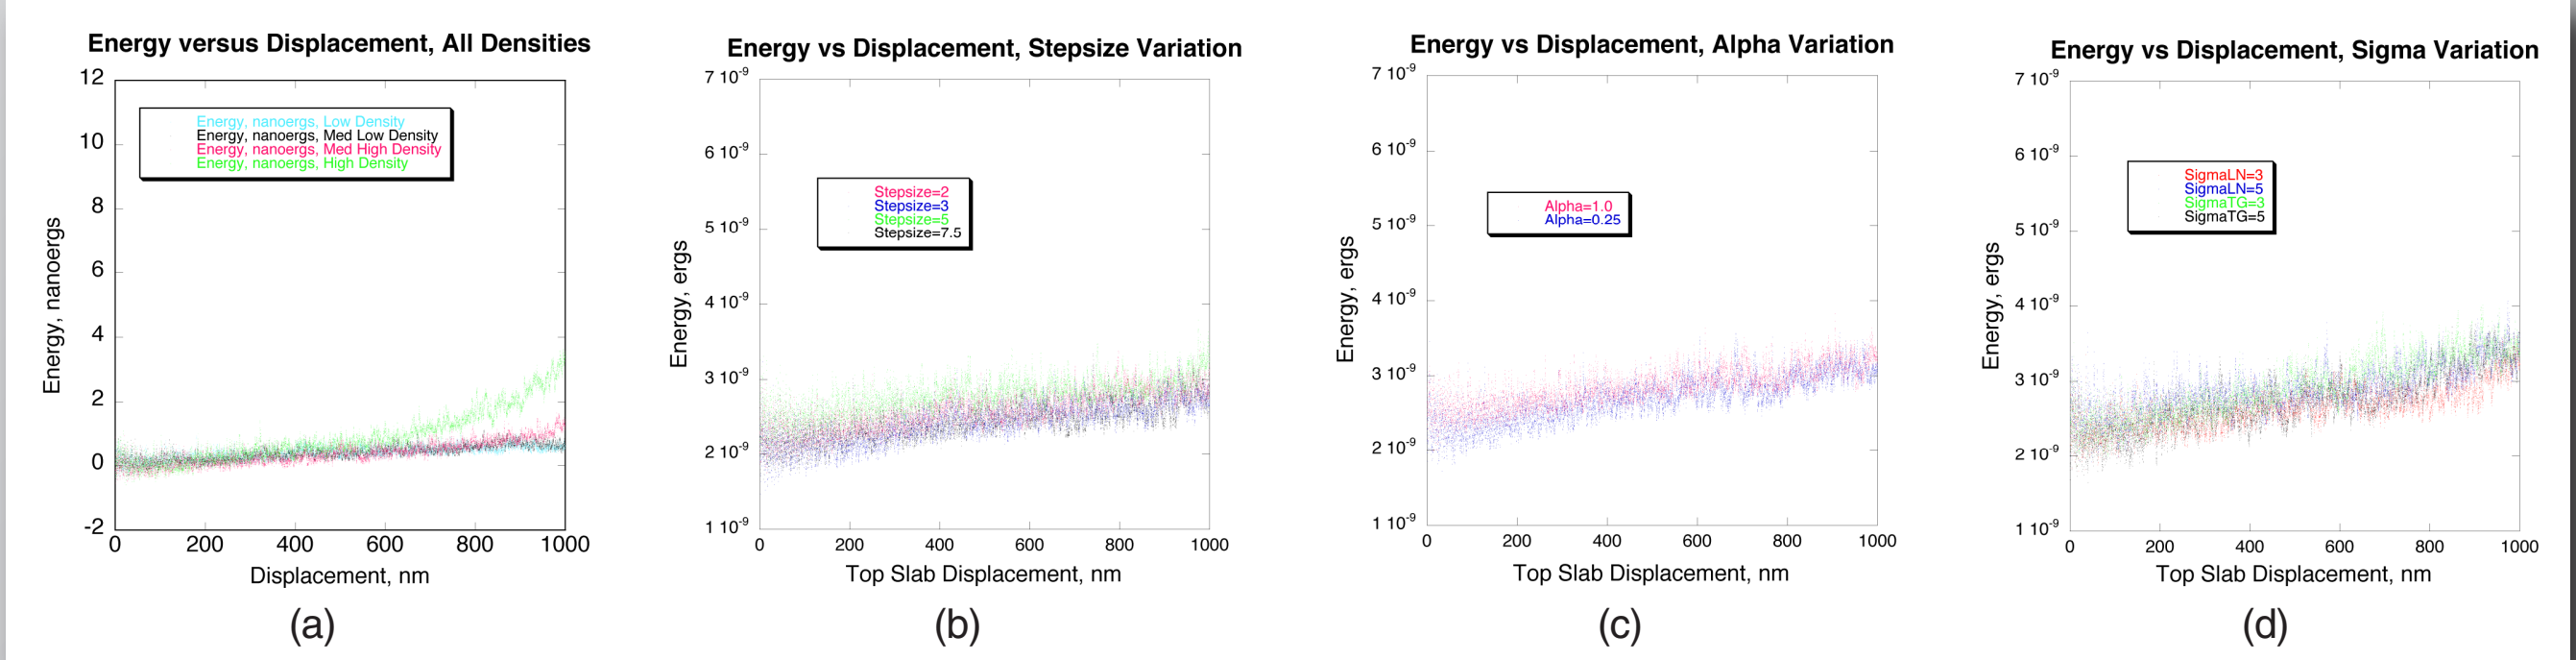 Energy versus Displacement, All Densities
12
10
8
6
4
2
0
-2
Energy, nanoergs
Energy, nanoergs, Low Density
Energy, nanoergs, Med Low Density
Energy, nanoergs, Med High Density
Energy, nanoergs, High Density
0 200 400 600 800 1000
Displacement, nm
(a)
Energy vs Displacement, Stepsize Variation
7 10-9
6 10-9
5 10-9
4 10-9
3 10-9
2 10-9
1 10-9
Energy, ergs
Stepsize=2
Stepsize=3
Stepsize=5
Stepsize=7.5
0 200 400 600 800 1000
Top Slab Displacement, nm
(b)
Energy vs Displacement, Alpha Variation
7 10-9
6 10-9
5 10-9
4 10-9
3 10-9
2 10-9
1 10-9
Energy, ergs
Alpha=1.0
Alpha=0.25
0 200 400 600 800 1000
Top Slab Displacement, nm
(c)
Energy vs Displacement, Sigma Variation
7 10-9
6 10-9
5 10-9
4 10-9
3 10-9
2 10-9
1 10-9
Energy, ergs
SigmaLN=3
SigmaLN=5
SigmaTG=3
SigmaTG=5
0 200 400 600 800 1000
Top Slab Displacement, nm
(d)